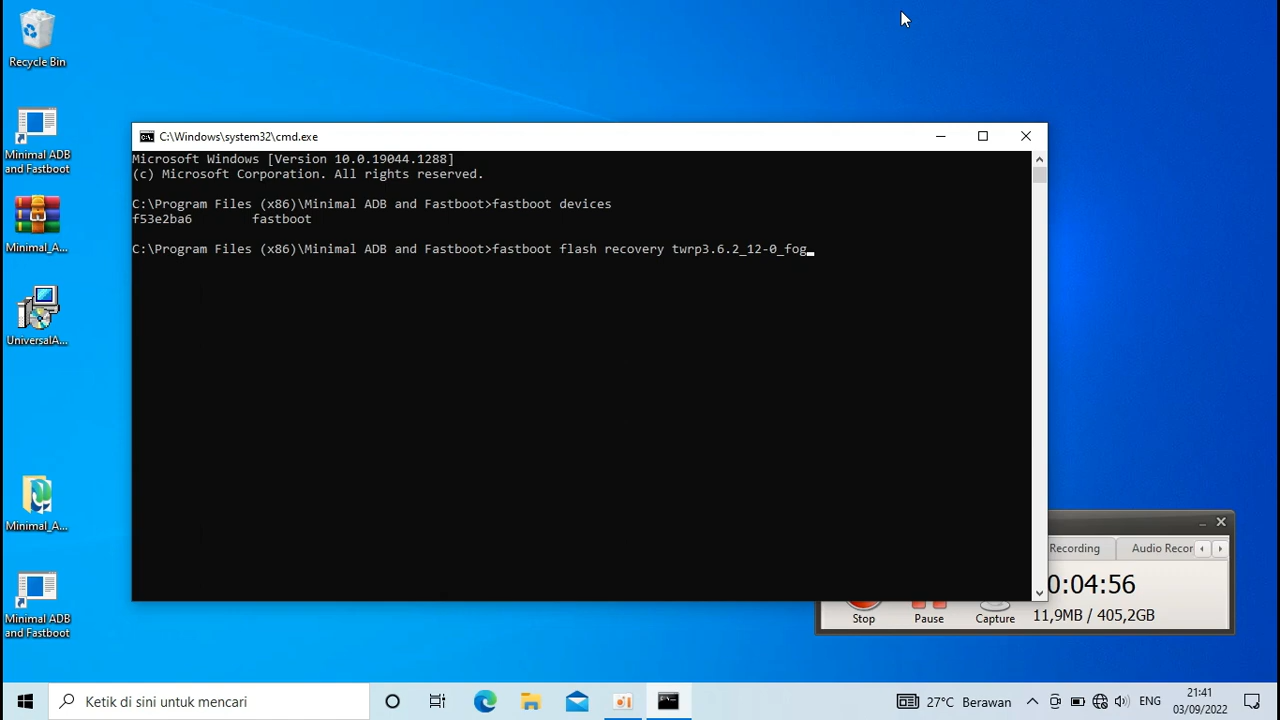 Recycle Bin
Minimal ADB
and Fastboot
Minimal_A...
UniversalA...
Minimal_A...
Minimal ADB
and Fastboot
C:\Windows\system32\cmd.exe
Microsoft Windows [Version 10.0.19044.1288]
(c) Microsoft Corporation. All rights reserved.
C:\Program Files (x86)\Minimal ADB and Fastboot>fastboot devices
f53e2ba6 fastboot
C:\Program Files (x86)\Minimal ADB and Fastboot>fastboot flash recovery twrp3.6.2_12-0_fog
Recording Audio Recor
0:04:56
11,9MB / 405,2GB
Stop Pause Capture
Ketik di sini untuk mencari
27°C Berawan
ENG
21:41
03/09/2022